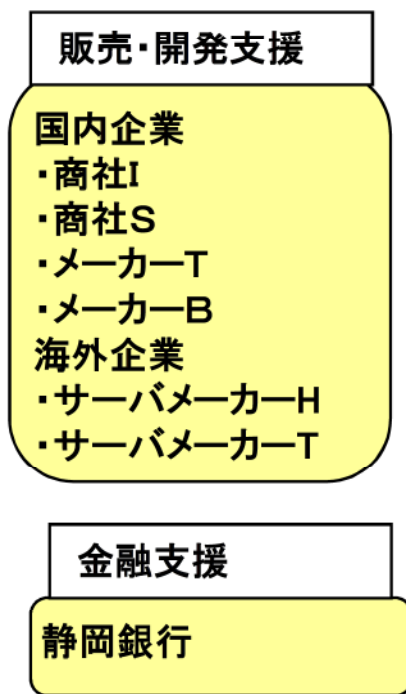 販売・開発支援
国内企業
・商社I
・商社S
・メーカーT
・メーカーB
海外企業
・サーバメーカーH
・サーバメーカーT
金融支援
静岡銀行